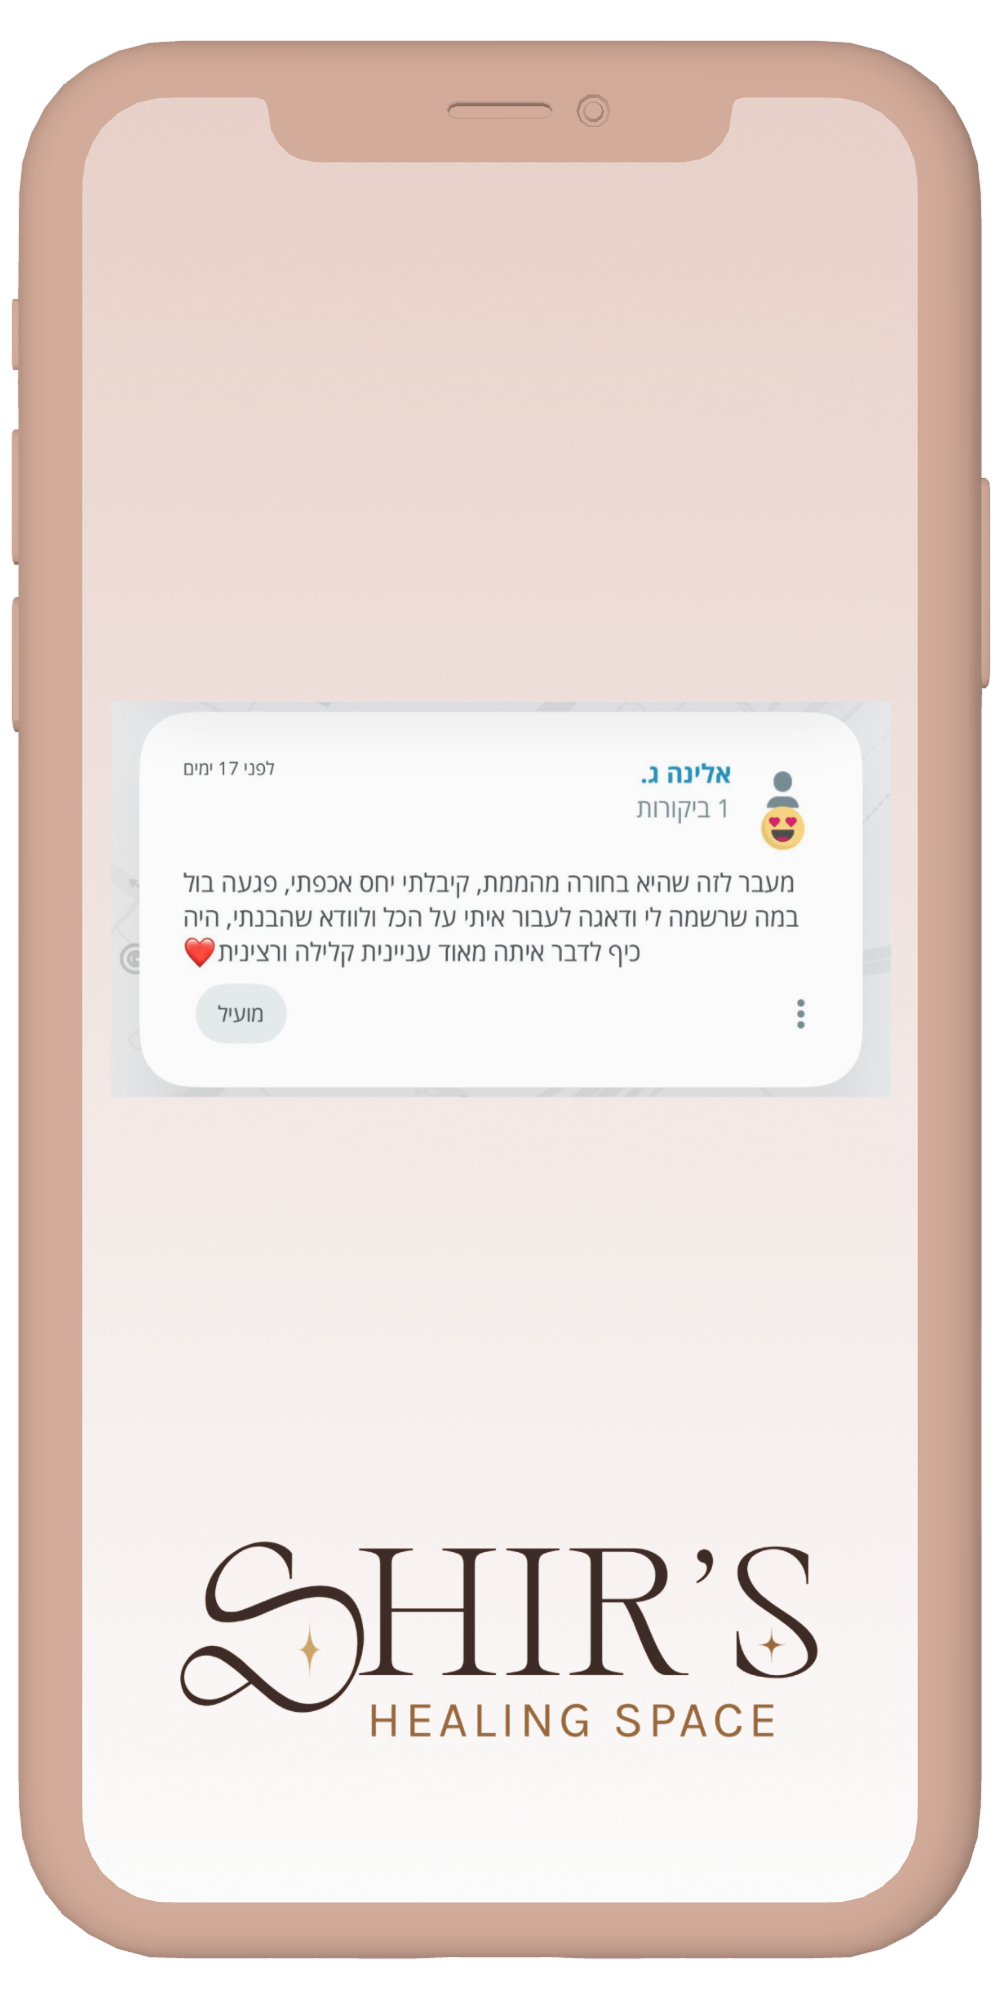 אלינה ג.
לפני 17 ימים
1 ביקורות
מעבר לזה שהיא בחורה מהממת, קיבלתי יחס אכפתי, פגעה בול
במה שרשמה לי ודאגה לעבור איתי על הכל ולוודא שהבנתי, היה
כיף לדבר איתה מאוד עניינית קלילה ורצינית❤️
מועיל
SHIR’S
HEALING SPACE